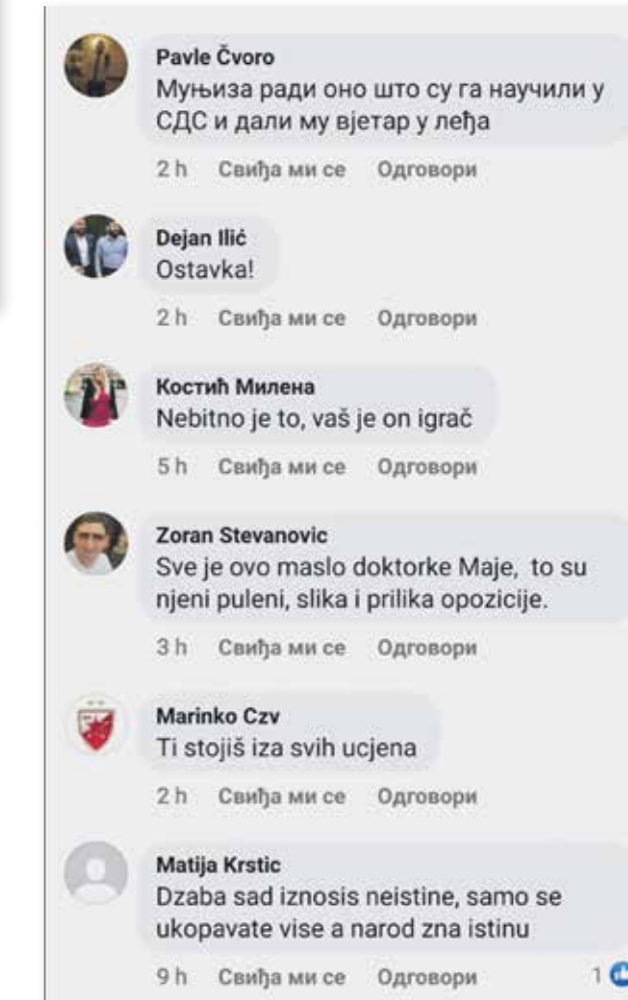 Pavle Čvoro
Муњиза ради оно што су га научили у
СДС и дали му вјетар у леђа
2 h Свиђа ми се Одговори
Dejan Ilić
Ostavka!
2 h Свиђа ми се Одговори
Костић Милена
Nebitno je to, vaš je on igrač
5 h Свиђа ми се Одговори
Zoran Stevanovic
Sve je ovo maslo doktorke Maje, to su
njeni puleni, slika i prilika opozicije.
3 h Свиђа ми се Одговори
Marinko Czv
Ti stojiš iza svih ucjena
2 h Свиђа ми се Одговори
Matija Krstic
Dzaba sad iznosis neistine, samo se
ukopavate vise a narod zna istinu
9 h Свиђа ми се Одговори 1